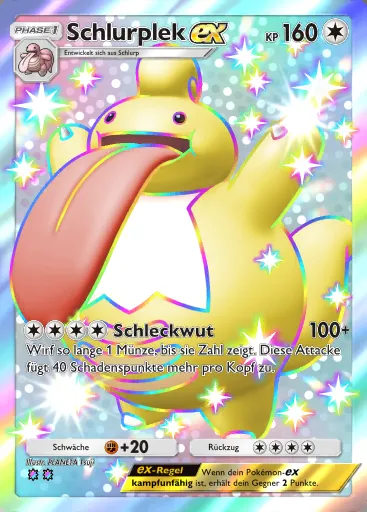 PHASE 1
Schlurplek ex
KP 160
Entwickelt sich aus Schlurp
Schleckwut 100+
Wirf so lange 1 Münze, bis sie Zahl zeigt. Diese Attacke
fügt 40 Schadenspunkte mehr pro Kopf zu.
Schwäche +20 Rückzug
Illustr. PLANETA Tsuji
ex-Regel
Wenn dein Pokémon-ex
kampfunfähig ist, erhält dein Gegner 2 Punkte.